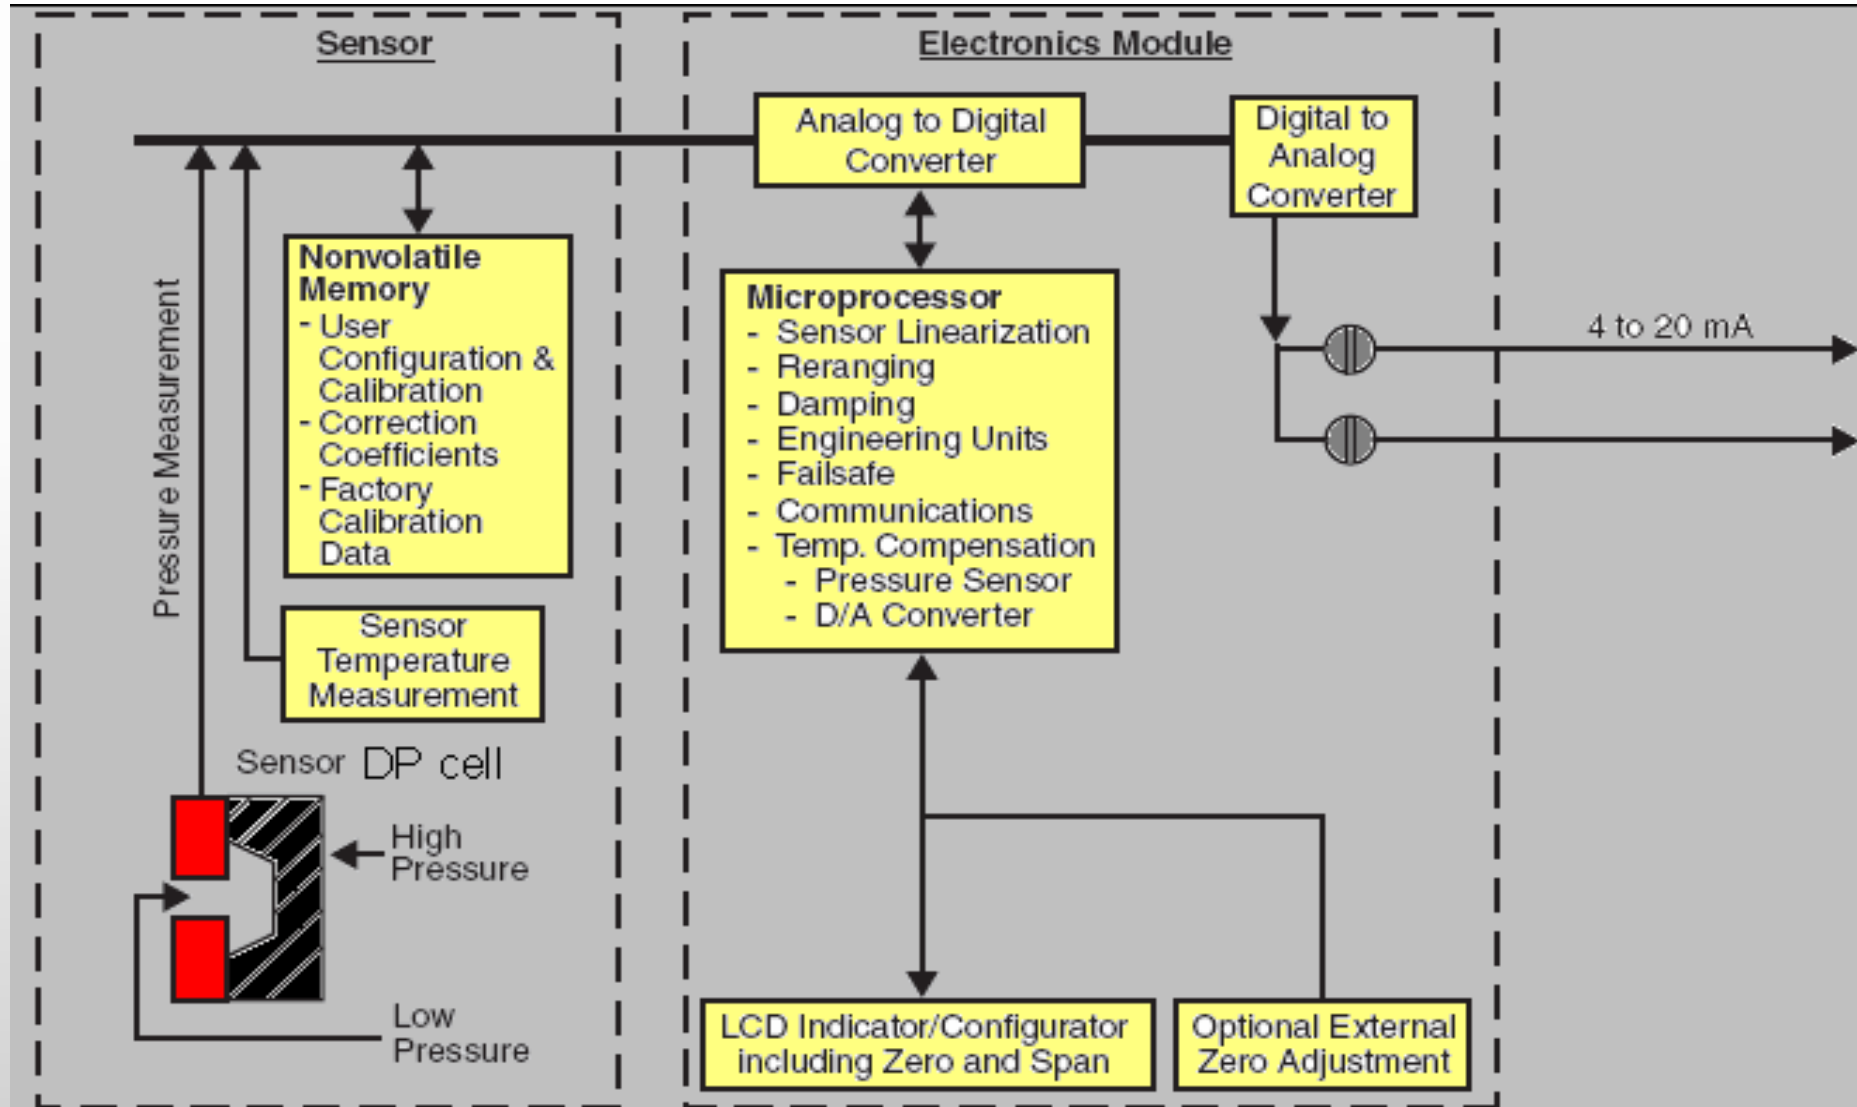 Sensor
Pressure Measurement
Nonvolatile
Memory
- User
Configuration &
Calibration
- Correction
Coefficients
- Factory
Calibration
Data
Sensor
Temperature
Measurement
Sensor DP cell
High
Pressure
Low
Pressure
Electronics Module
Analog to Digital
Converter
Digital to
Analog
Converter
Microprocessor
- Sensor Linearization
- Reranging
- Damping
- Engineering Units
- Failsafe
- Communications
- Temp. Compensation
- Pressure Sensor
- D/A Converter
LCD Indicator/Configurator
including Zero and Span
Optional External
Zero Adjustment
4 to 20 mA